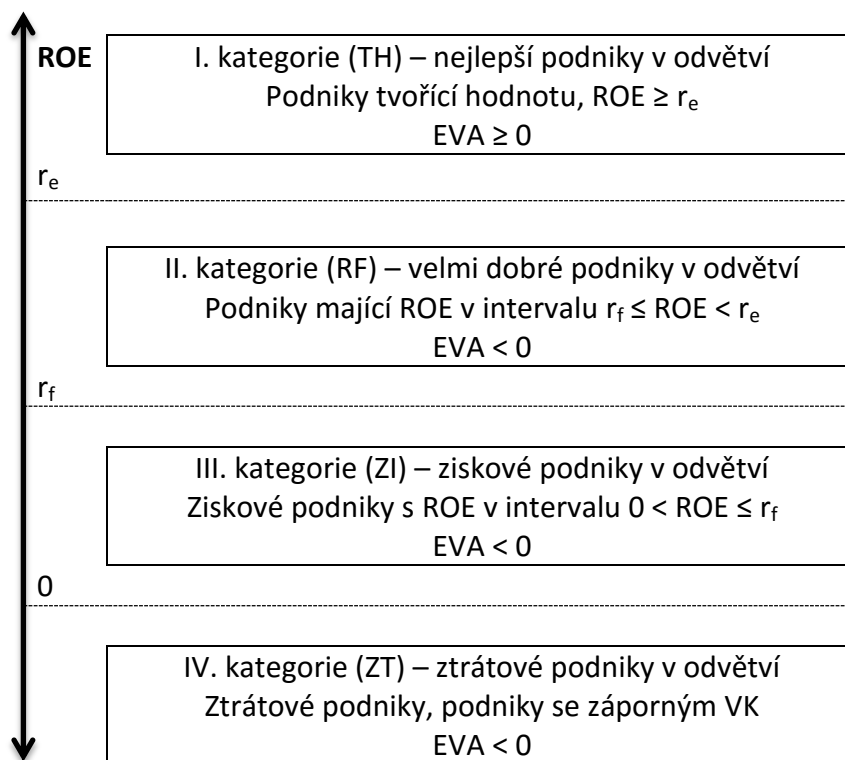 ROE
I. kategorie (TH) – nejlepší podniky v odvětví
Podniky tvořící hodnotu, ROE ≥ rₑ
EVA ≥ 0
rₑ
II. kategorie (RF) – velmi dobré podniky v odvětví
Podniky mající ROE v intervalu r_f ≤ ROE < rₑ
EVA < 0
r_f
III. kategorie (ZI) – ziskové podniky v odvětví
Ziskové podniky s ROE v intervalu 0 < ROE ≤ r_f
EVA < 0
0
IV. kategorie (ZT) – ztrátové podniky v odvětví
Ztrátové podniky, podniky se záporným VK
EVA < 0